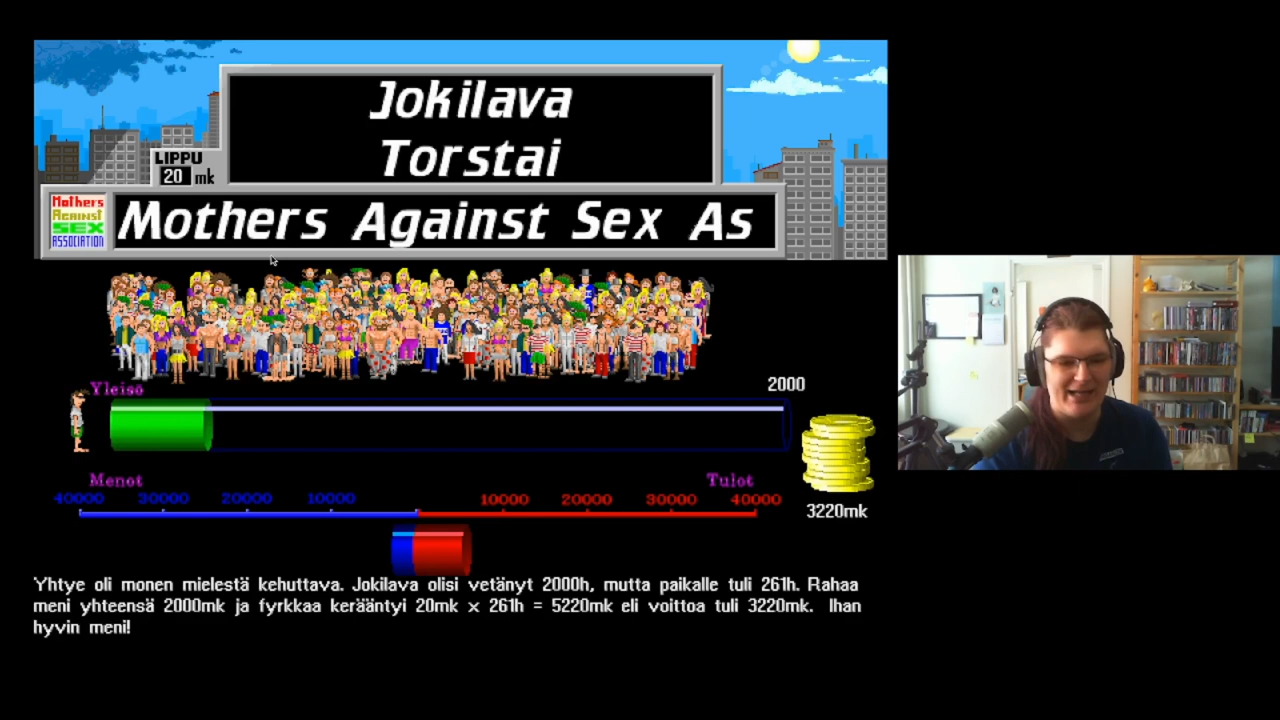 Jokilava
Torstai
LIPPU
20 mk
Mothers
Against
SEX
ASSOCIATION
Mothers Against Sex As
Yleisö
2000
Menot
Tulot
40000 30000 20000 10000 10000 20000 30000 40000
3220mk
Yhtye oli monen mielestä kehuttava. Jokilava olisi vetänyt 2000h, mutta paikalle tuli 261h. Rahaa
meni yhteensä 2000mk ja fyrkkaa kerääntyi 20mk x 261h = 5220mk eli voittoa tuli 3220mk. Ihan
hyvin meni!